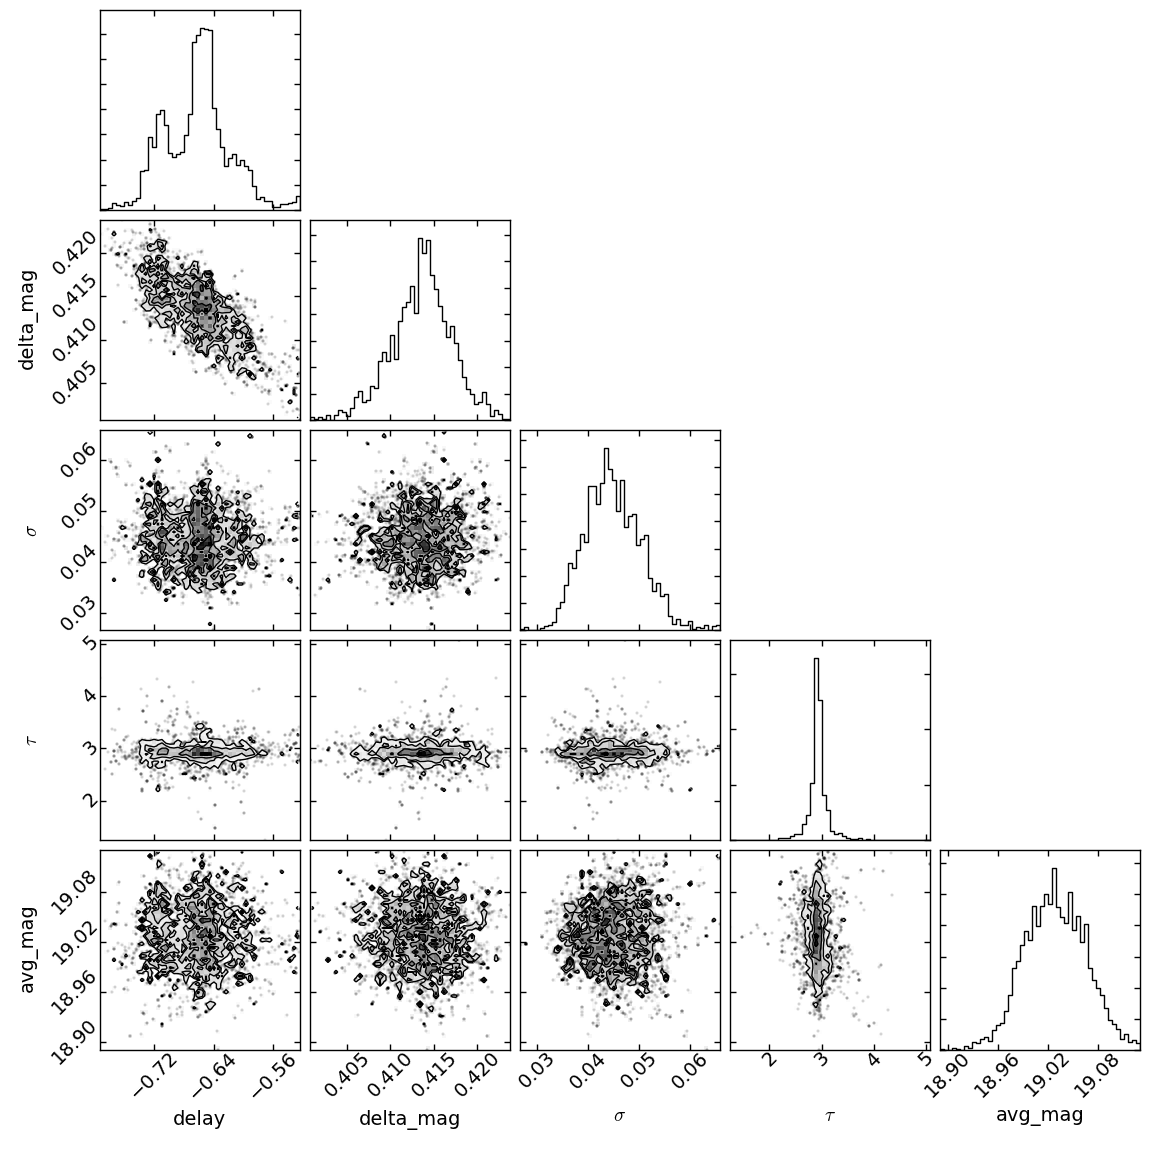 0.420
0.415
0.410
0.405
delta_mag
0.06
0.05
0.04
0.03
σ
5
4
3
2
τ
19.08
19.02
18.96
18.90
avg_mag
−0.72 −0.64 −0.56
delay
0.405 0.410 0.415 0.420
delta_mag
0.03 0.04 0.05 0.06
σ
2 3 4 5
τ
18.90 18.96 19.02 19.08
avg_mag